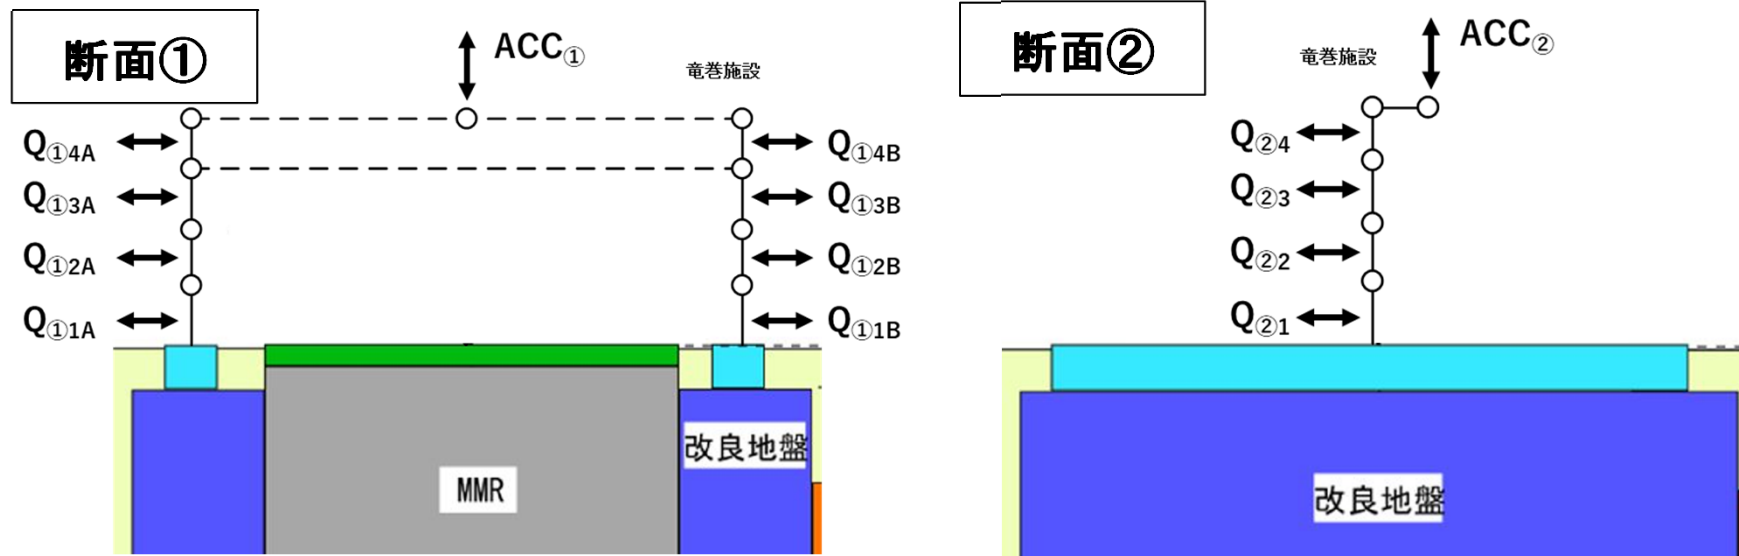 断面①
ACC①
竜巻施設
Q①4A
Q①4B
Q①3A
Q①3B
Q①2A
Q①2B
Q①1A
Q①1B
改良地盤
MMR
断面②
ACC②
竜巻施設
Q②4
Q②3
Q②2
Q②1
改良地盤